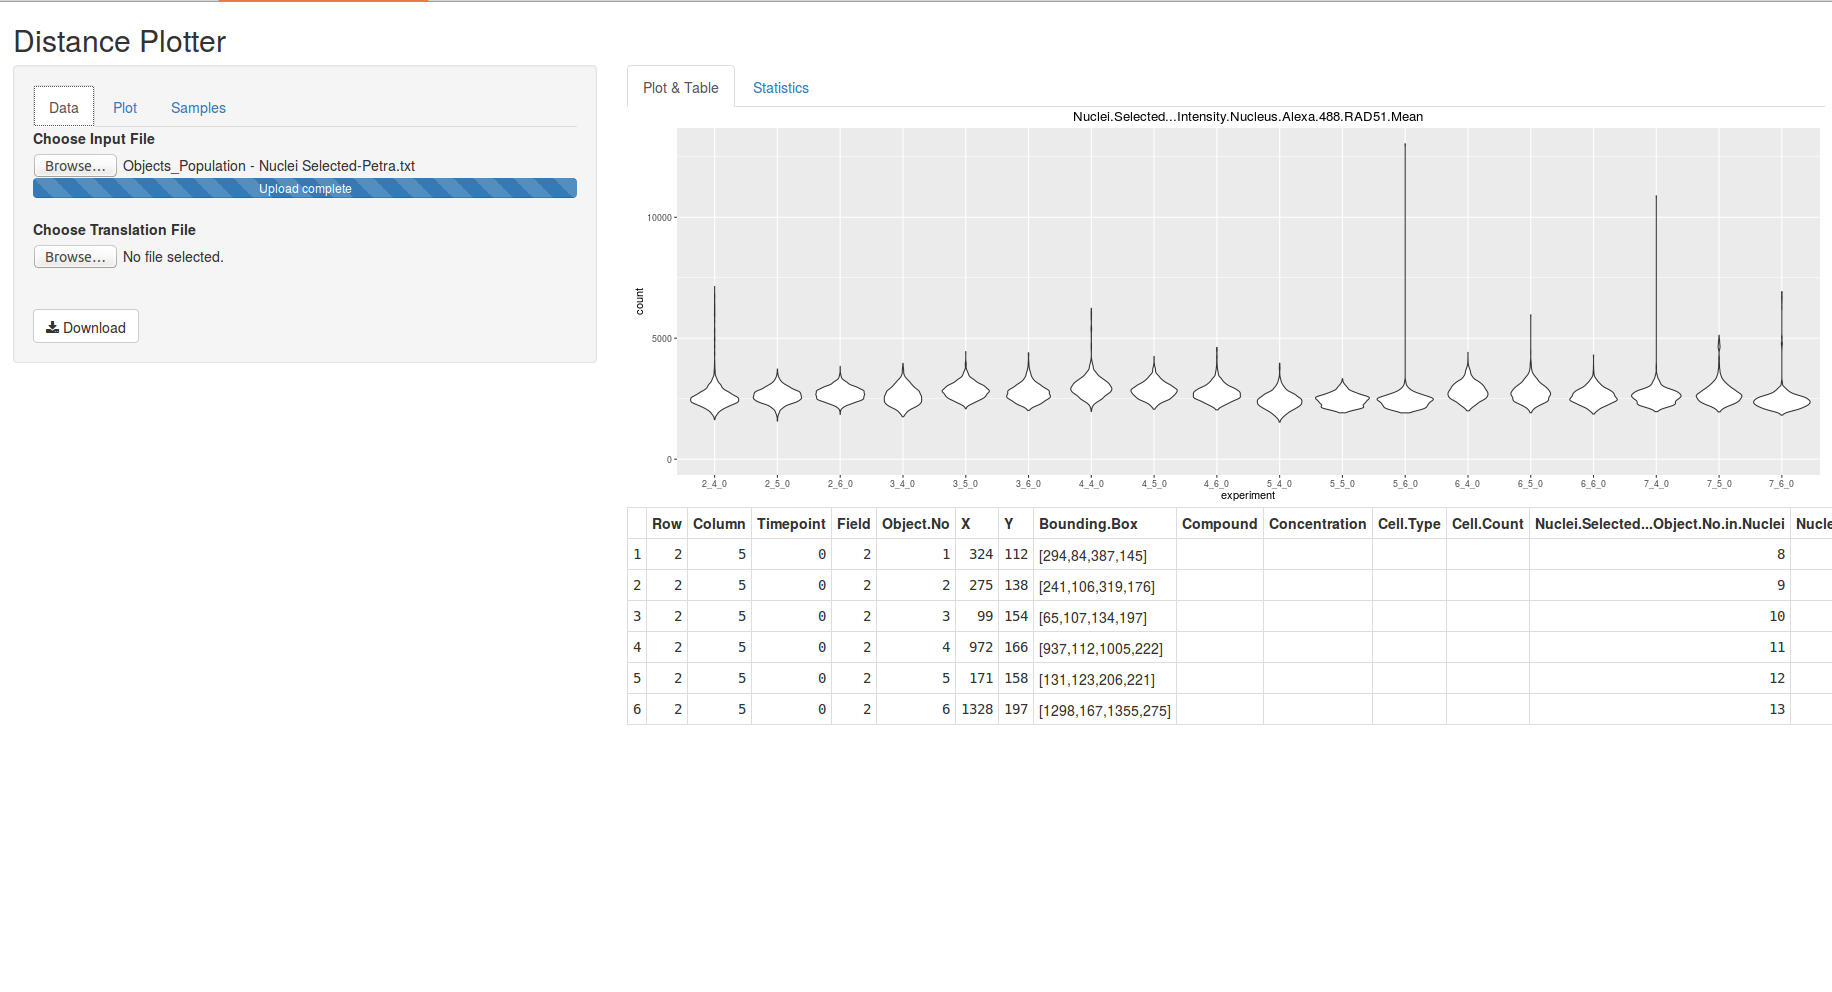 Distance Plotter
Data Plot Samples
Choose Input File
Browse... Objects_Population - Nuclei Selected-Petra.txt
Upload complete
Choose Translation File
Browse... No file selected.
Download
Plot & Table Statistics
Nuclei.Selected...Intensity.Nucleus.Alexa.488.RAD51.Mean
count
10000
5000
0
2_4_0 2_5_0 2_6_0 3_4_0 3_5_0 3_6_0 4_4_0 4_5_0 4_6_0 5_4_0 5_5_0 5_6_0 6_4_0 6_5_0 6_6_0 7_4_0 7_5_0 7_6_0
experiment
Row Column Timepoint Field Object.No X Y Bounding.Box Compound Concentration Cell.Type Cell.Count Nuclei.Selected...Object.No.in.Nuclei Nucle
1 2 5 0 2 1 324 112 [294,84,387,145] 8
2 2 5 0 2 2 275 138 [241,106,319,176] 9
3 2 5 0 2 3 99 154 [65,107,134,197] 10
4 2 5 0 2 4 972 166 [937,112,1005,222] 11
5 2 5 0 2 5 171 158 [131,123,206,221] 12
6 2 5 0 2 6 1328 197 [1298,167,1355,275] 13